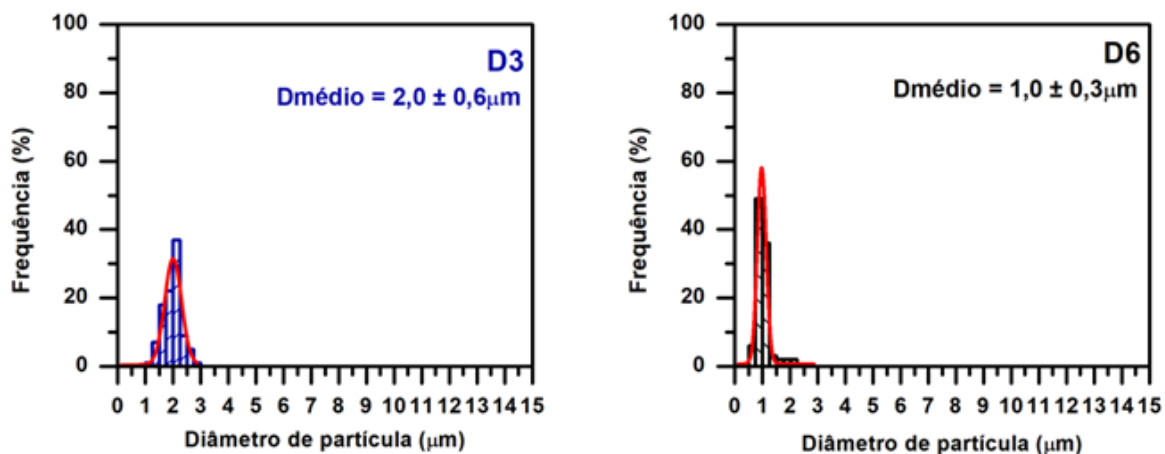 100
80
60
40
20
0
Frequência (%)
D3
Dmédio = 2,0 ± 0,6μm
0 1 2 3 4 5 6 7 8 9 10 11 12 13 14 15
Diâmetro de partícula (μm)
100
80
60
40
20
0
Frequência (%)
D6
Dmédio = 1,0 ± 0,3μm
0 1 2 3 4 5 6 7 8 9 10 11 12 13 14 15
Diâmetro de partícula (μm)